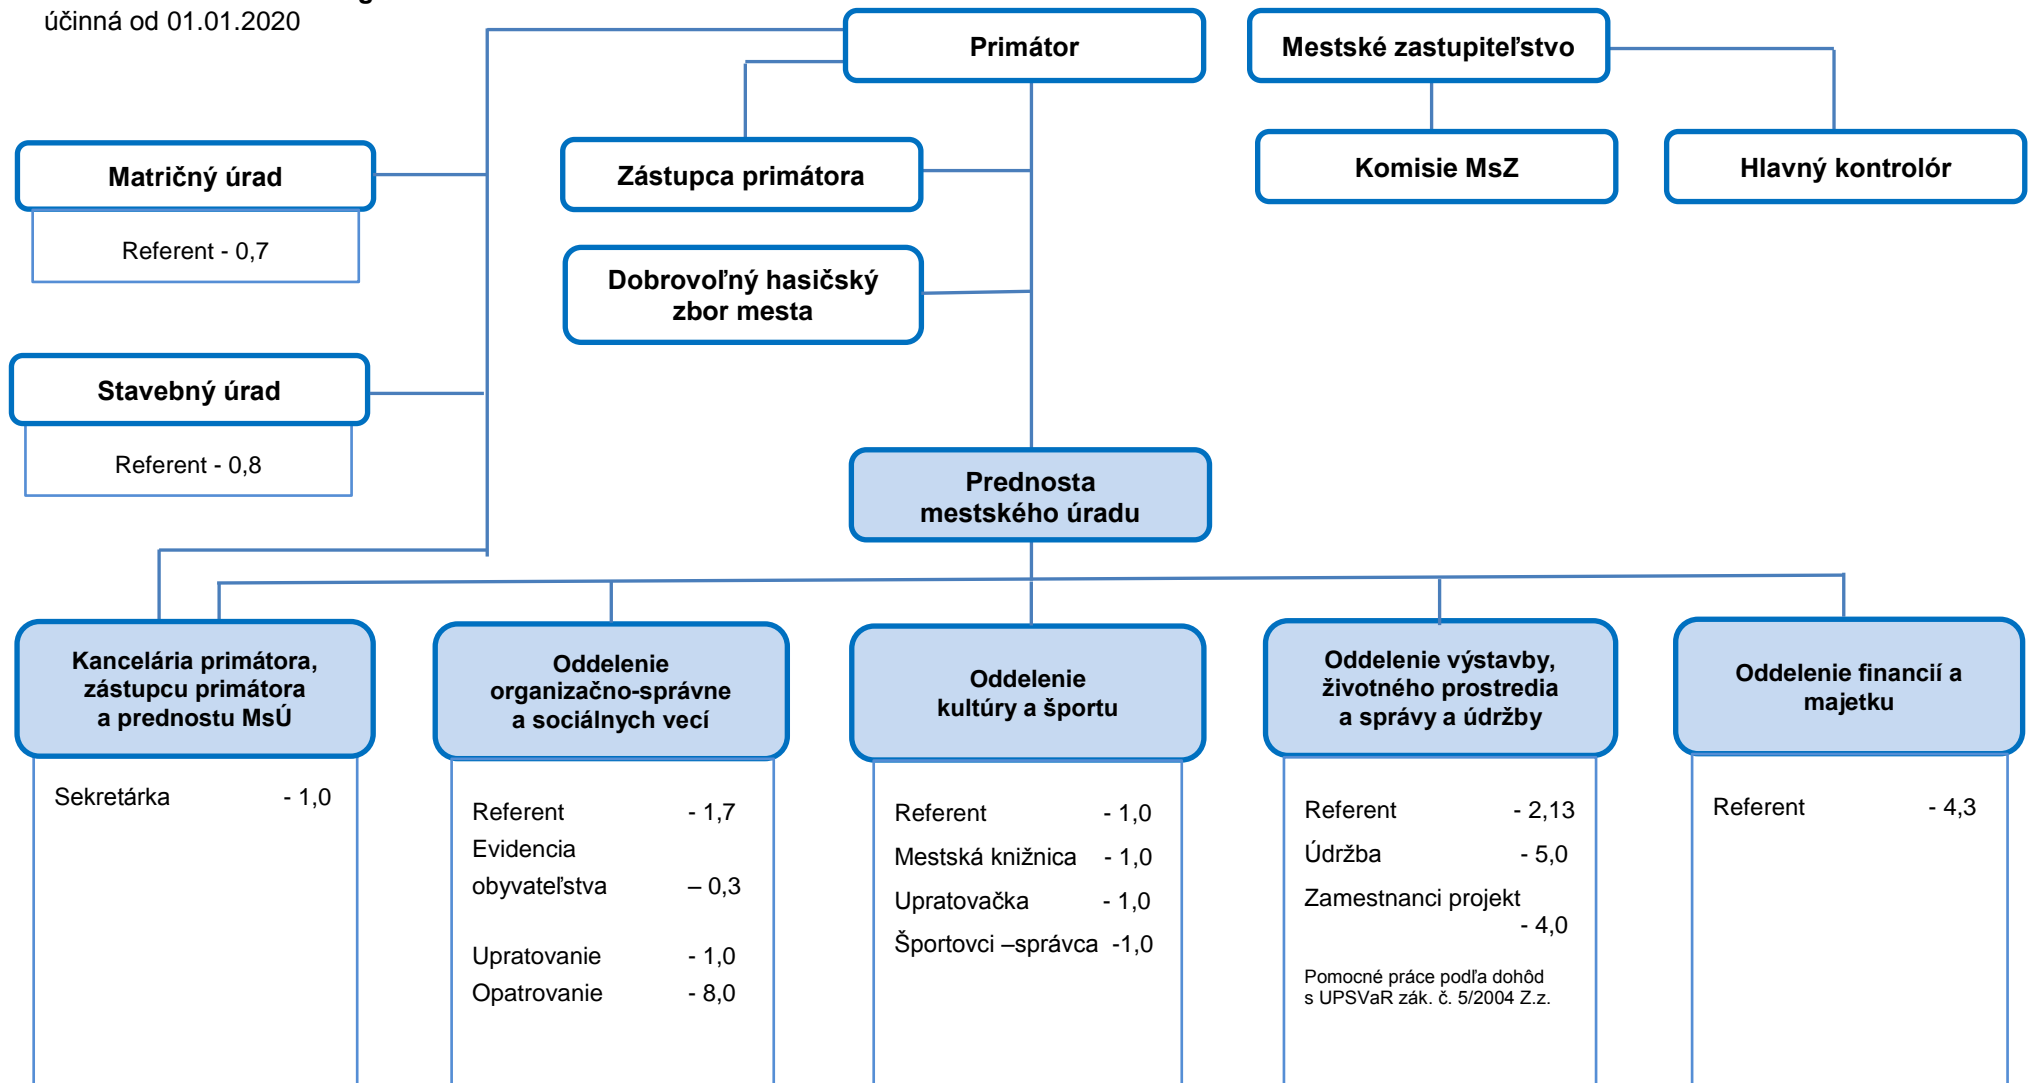 účinná od 01.01.2020
Primátor
Mestské zastupiteľstvo
Matričný úrad
Referent - 0,7
Zástupca primátora
Komisie MsZ
Hlavný kontrolór
Dobrovoľný hasičský
zbor mesta
Stavebný úrad
Referent - 0,8
Prednosta
mestského úradu
Kancelária primátora,
zástupcu primátora
a prednostu MsÚ
Sekretárka - 1,0
Oddelenie
organizačno-správne
a sociálnych vecí
Referent - 1,7
Evidencia
obyvateľstva – 0,3
Upratovanie - 1,0
Opatrovanie - 8,0
Oddelenie
kultúry a športu
Referent - 1,0
Mestská knižnica - 1,0
Upratovačka - 1,0
Športovci –správca -1,0
Oddelenie výstavby,
životného prostredia
a správy a údržby
Referent - 2,13
Údržba - 5,0
Zamestnanci projekt
- 4,0
Pomocné práce podľa dohôd
s UPSVaR zák. č. 5/2004 Z.z.
Oddelenie financií a
majetku
Referent - 4,3